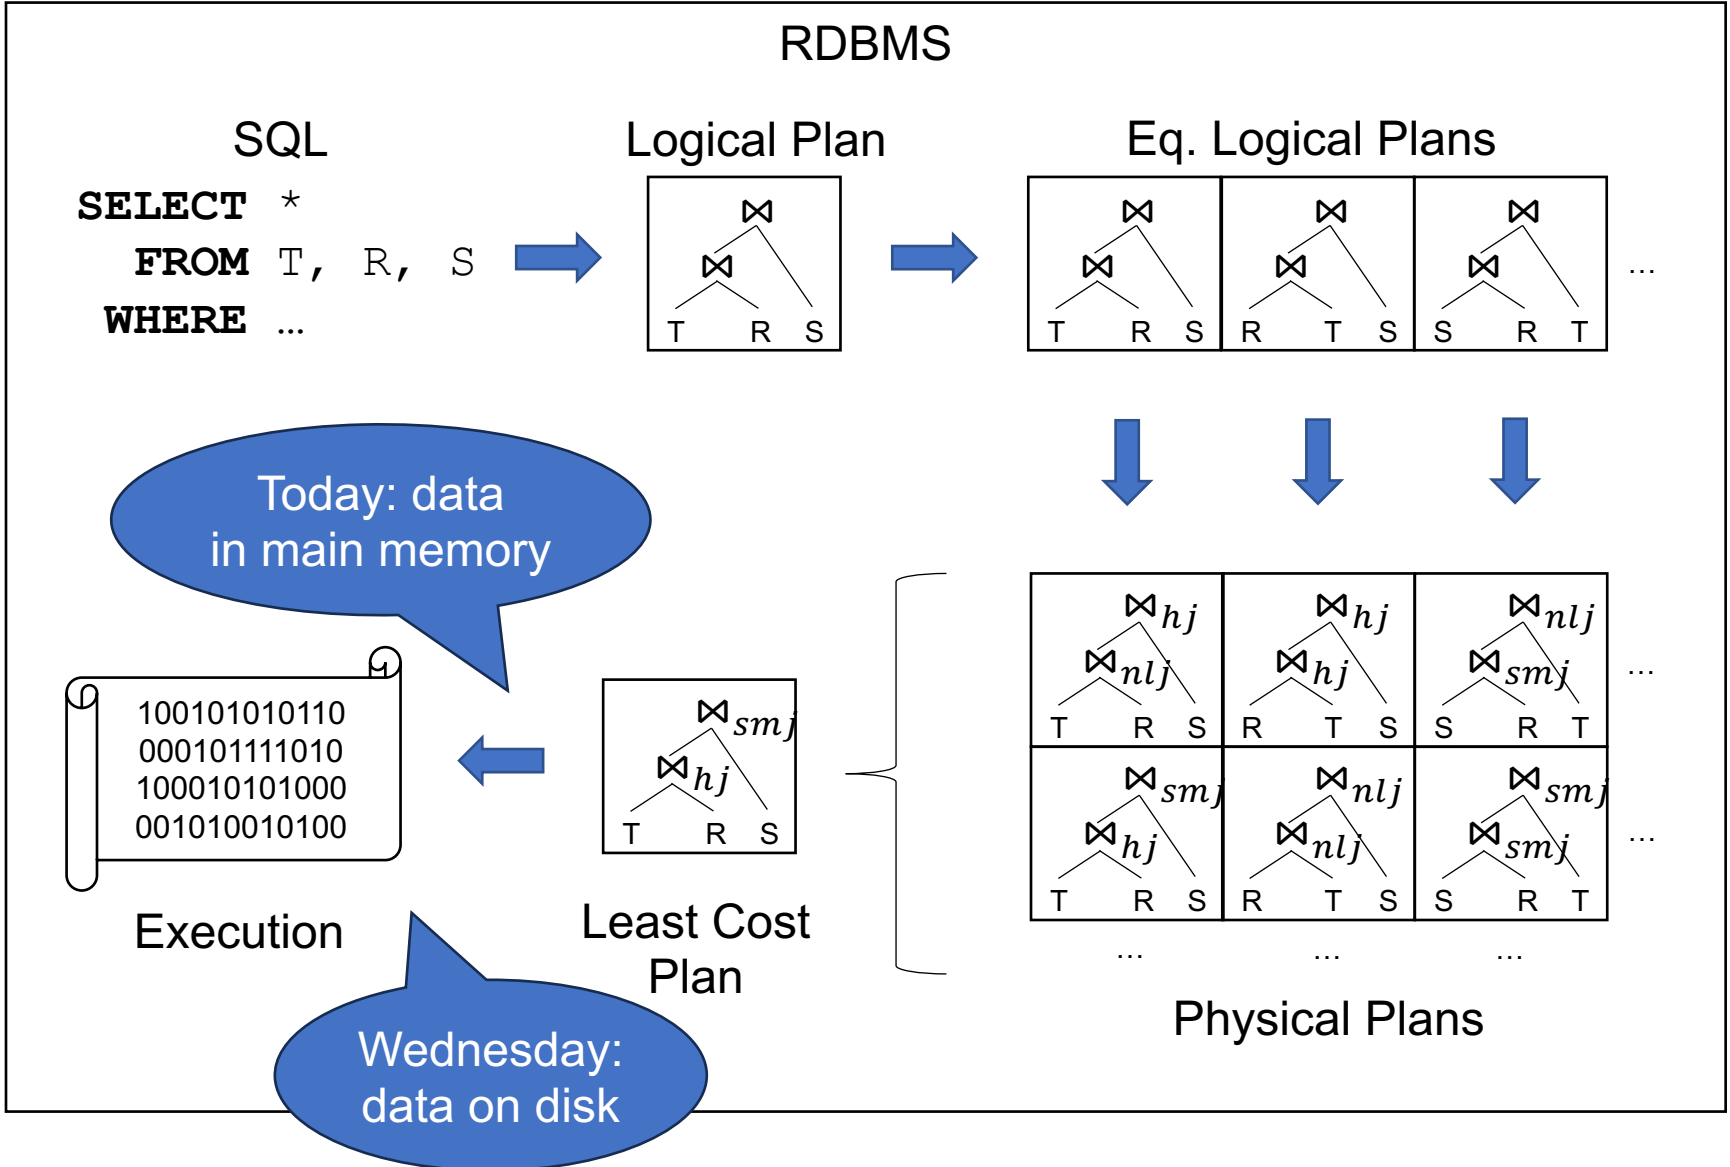 RDBMS
SQL
SELECT *
FROM T, R, S
WHERE …
Logical Plan
⋈
⋈
T R S
Eq. Logical Plans
⋈ ⋈ ⋈
⋈ ⋈ ⋈ …
T R S R T S S R T
Today: data
in main memory
⋈hj ⋈hj ⋈nlj
⋈nlj ⋈hj ⋈smj …
T R S R T S S R T
⋈smj ⋈nlj ⋈smj
⋈hj ⋈nlj ⋈smj …
T R S R T S S R T
… … …
Physical Plans
⋈smj
⋈hj
T R S
Least Cost
Plan
100101010110
000101111010
100010101000
001010010100
Execution
Wednesday:
data on disk